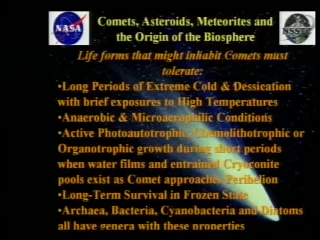 Comets, Asteroids, Meteorites and
the Origin of the Biosphere
NASA
NSSTC
Life forms that might inhabit Comets must
tolerate:
•Long Periods of Extreme Cold & Dessication
with brief exposures to High Temperatures
•Anaerobic & Microaerophilic Conditions
•Active Photoautotrophic, Chemolithotrophic or
Organotrophic growth during short periods
when water films and entrained Cryoconite
pools exist as Comet approaches Perihelion
•Long-Term Survival in Frozen State
•Archaea, Bacteria, Cyanobacteria and Diatoms
all have genera with these properties